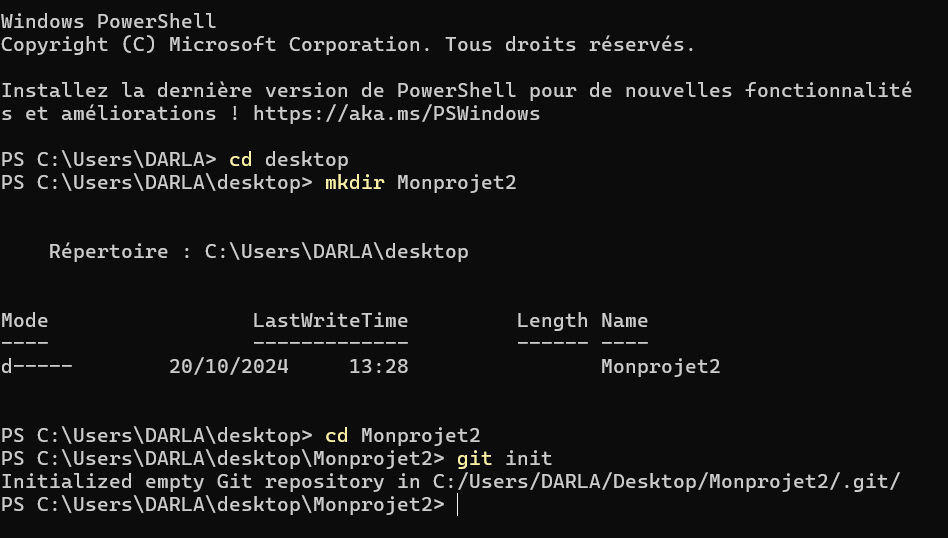 Windows PowerShell
Copyright (C) Microsoft Corporation. Tous droits réservés.
Installez la dernière version de PowerShell pour de nouvelles fonctionnalité
s et améliorations ! https://aka.ms/PSWindows
PS C:\Users\DARLA> cd desktop
PS C:\Users\DARLA\desktop> mkdir Monprojet2
    Répertoire : C:\Users\DARLA\desktop
Mode                 LastWriteTime         Length Name
----                 -------------         ------ ----
d-----        20/10/2024     13:28                Monprojet2
PS C:\Users\DARLA\desktop> cd Monprojet2
PS C:\Users\DARLA\desktop\Monprojet2> git init
Initialized empty Git repository in C:/Users/DARLA/Desktop/Monprojet2/.git/
PS C:\Users\DARLA\desktop\Monprojet2>